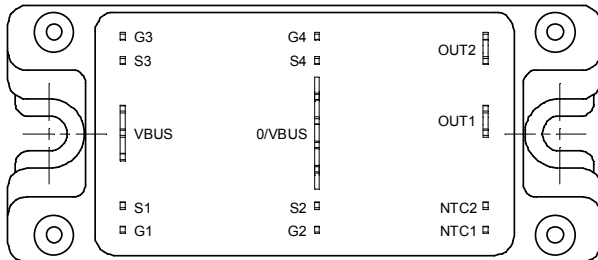 G3 G4 OUT2
S3 S4
VBUS 0/VBUS OUT1
S1 S2 NTC2
G1 G2 NTC1